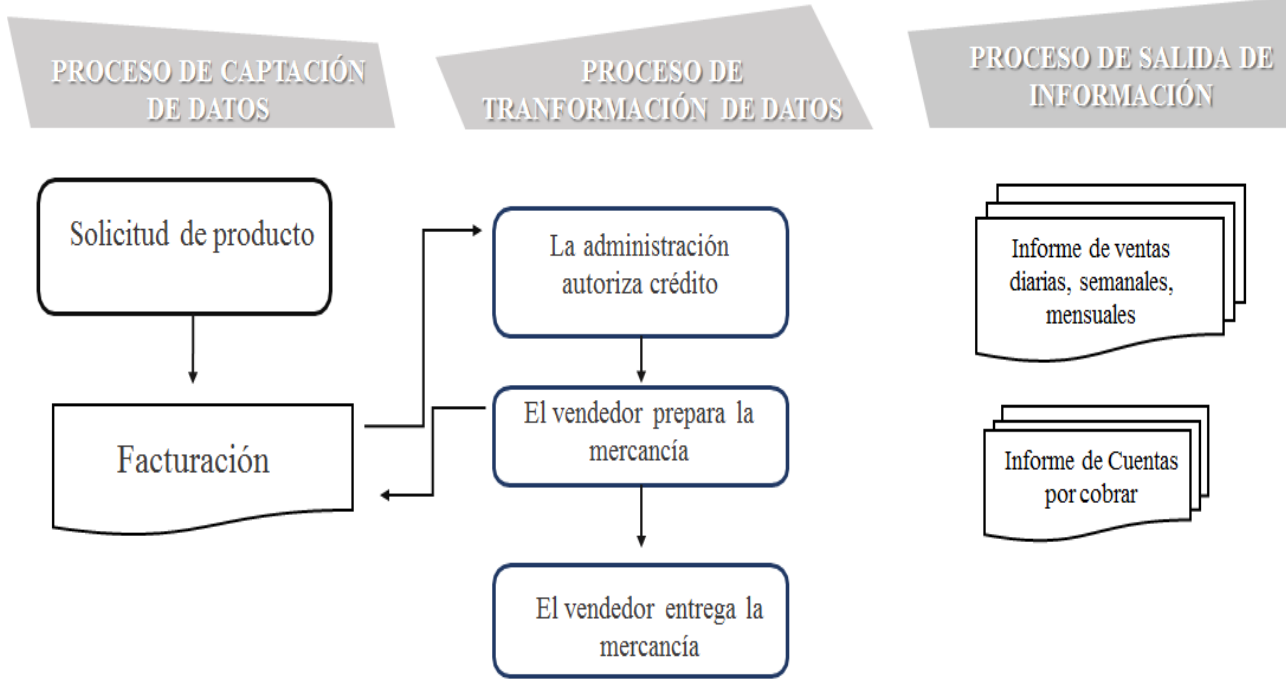 PROCESO DE CAPTACIÓN
DE DATOS
PROCESO DE
TRANFORMACIÓN DE DATOS
PROCESO DE SALIDA DE
INFORMACIÓN
Solicitud de producto
Facturación
La administración
autoriza crédito
El vendedor prepara la
mercancía
El vendedor entrega la
mercancía
Informe de ventas
diarias, semanales,
mensuales
Informe de Cuentas
por cobrar